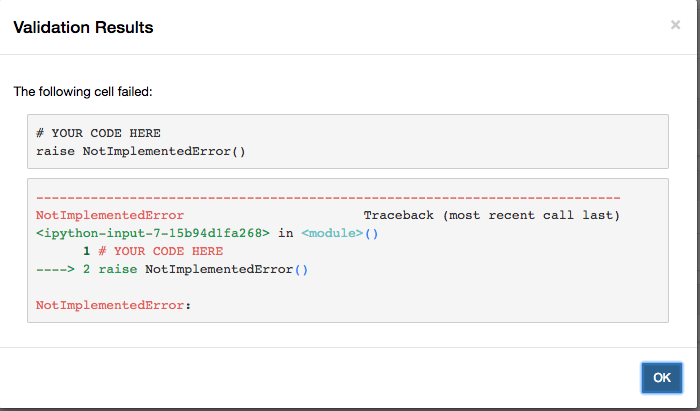 Validation Results
×
The following cell failed:
# YOUR CODE HERE
raise NotImplementedError()
---------------------------------------------------------------------------
NotImplementedError                       Traceback (most recent call last)
<ipython-input-7-15b94d1fa268> in <module>()
      1 # YOUR CODE HERE
----> 2 raise NotImplementedError()
NotImplementedError:
OK